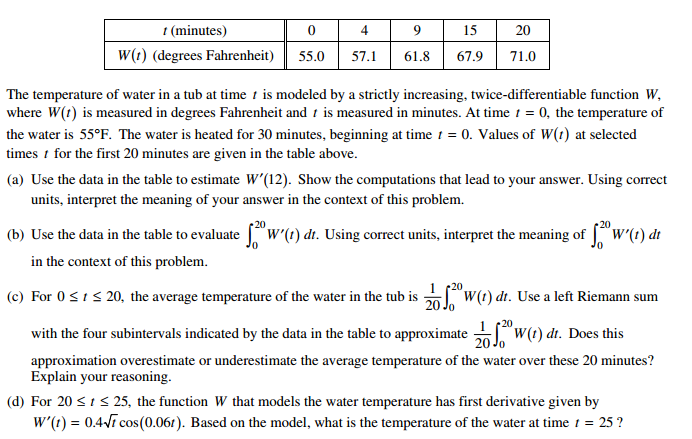 t (minutes) 0 4 9 15 20
W(t) (degrees Fahrenheit) 55.0 57.1 61.8 67.9 71.0
The temperature of water in a tub at time t is modeled by a strictly increasing, twice-differentiable function W,
where W(t) is measured in degrees Fahrenheit and t is measured in minutes. At time t = 0, the temperature of
the water is 55°F. The water is heated for 30 minutes, beginning at time t = 0. Values of W(t) at selected
times t for the first 20 minutes are given in the table above.
(a) Use the data in the table to estimate W′(12). Show the computations that lead to your answer. Using correct
units, interpret the meaning of your answer in the context of this problem.
(b) Use the data in the table to evaluate ∫₀²⁰ W′(t) dt. Using correct units, interpret the meaning of ∫₀²⁰ W′(t) dt
in the context of this problem.
(c) For 0 ≤ t ≤ 20, the average temperature of the water in the tub is 1/20 ∫₀²⁰ W(t) dt. Use a left Riemann sum
with the four subintervals indicated by the data in the table to approximate 1/20 ∫₀²⁰ W(t) dt. Does this
approximation overestimate or underestimate the average temperature of the water over these 20 minutes?
Explain your reasoning.
(d) For 20 ≤ t ≤ 25, the function W that models the water temperature has first derivative given by
W′(t) = 0.4√t cos(0.06t). Based on the model, what is the temperature of the water at time t = 25 ?